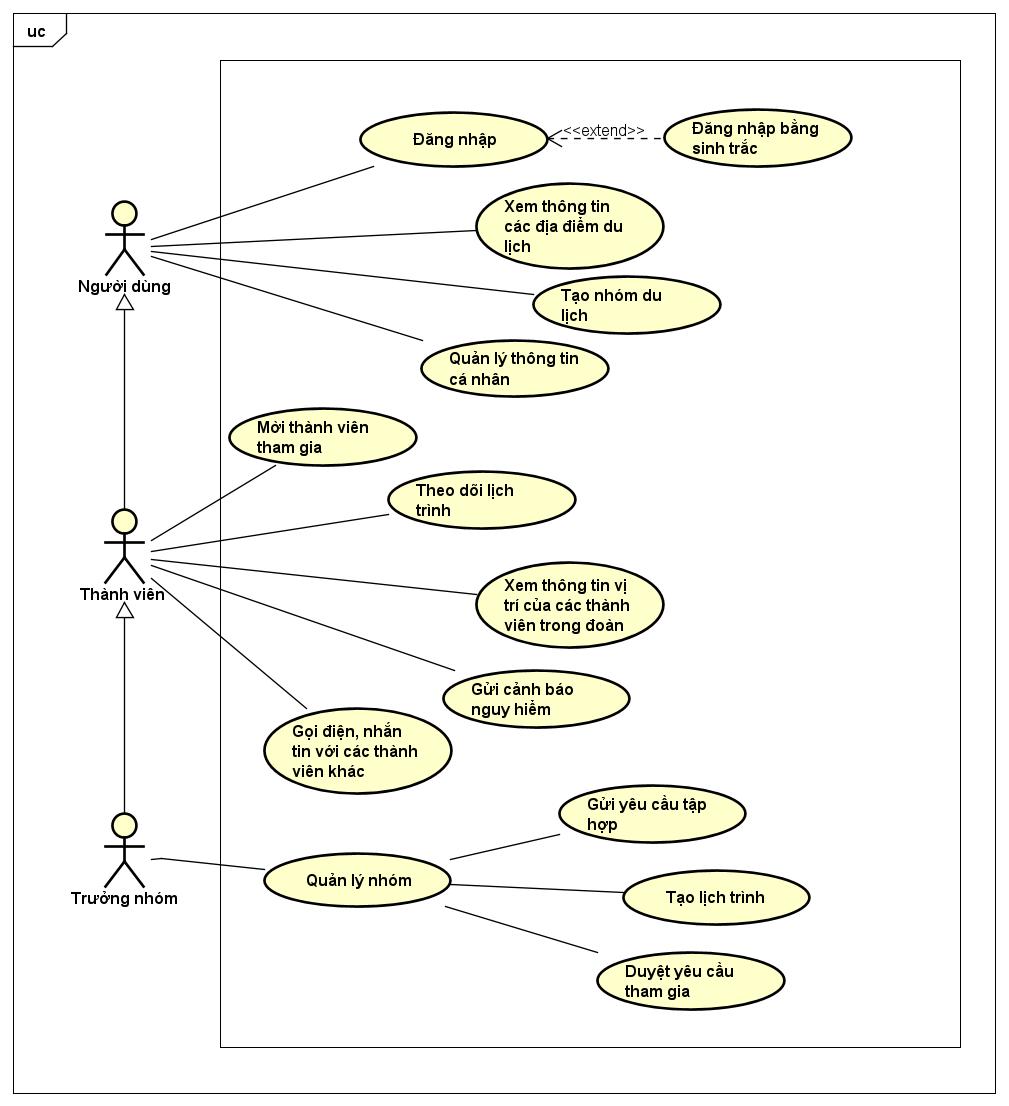 uc
Đăng nhập
<<extend>>
Đăng nhập bằng
sinh trắc
Xem thông tin
các địa điểm du
lịch
Người dùng
Tạo nhóm du
lịch
Quản lý thông tin
cá nhân
Mời thành viên
tham gia
Theo dõi lịch
trình
Thành viên
Xem thông tin vị
trí của các thành
viên trong đoàn
Gửi cảnh báo
nguy hiểm
Gọi điện, nhắn
tin với các thành
viên khác
Gửi yêu cầu tập
hợp
Trưởng nhóm
Quản lý nhóm
Tạo lịch trình
Duyệt yêu cầu
tham gia